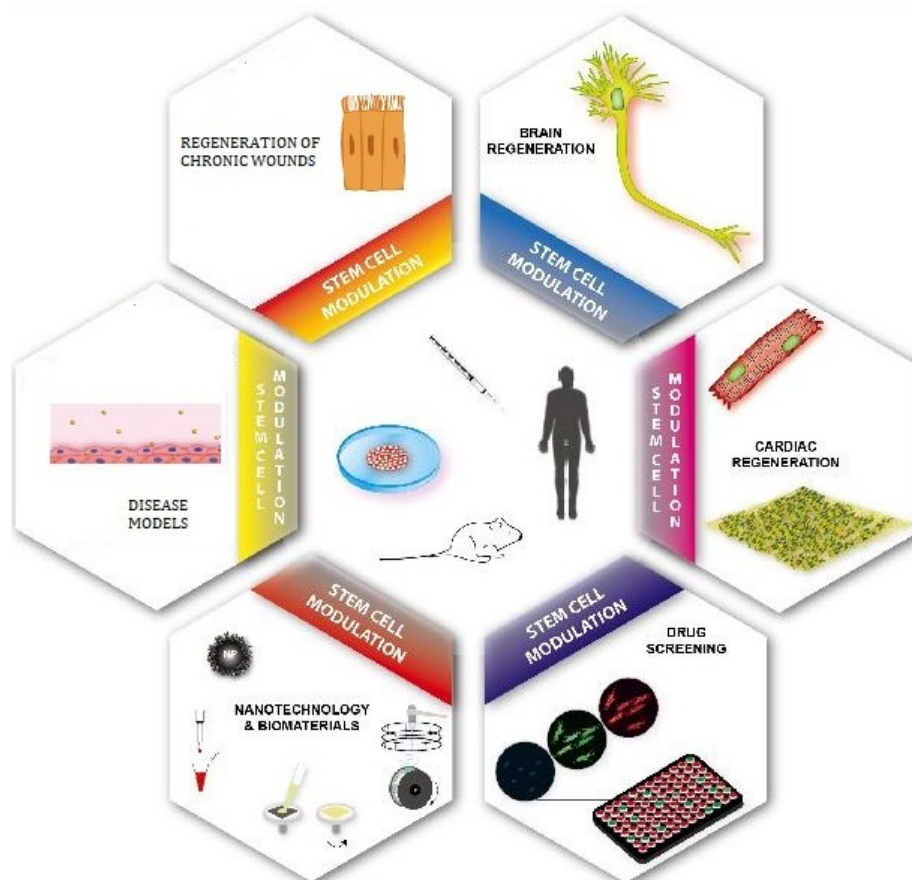 REGENERATION OF
CHRONIC WOUNDS
STEM CELL
MODULATION
BRAIN
REGENERATION
STEM CELL
MODULATION
DISEASE
MODELS
STEM CELL
MODULATION
STEM CELL
MODULATION
CARDIAC
REGENERATION
NP
NANOTECHNOLOGY
& BIOMATERIALS
STEM CELL
MODULATION
DRUG
SCREENING
STEM CELL
MODULATION